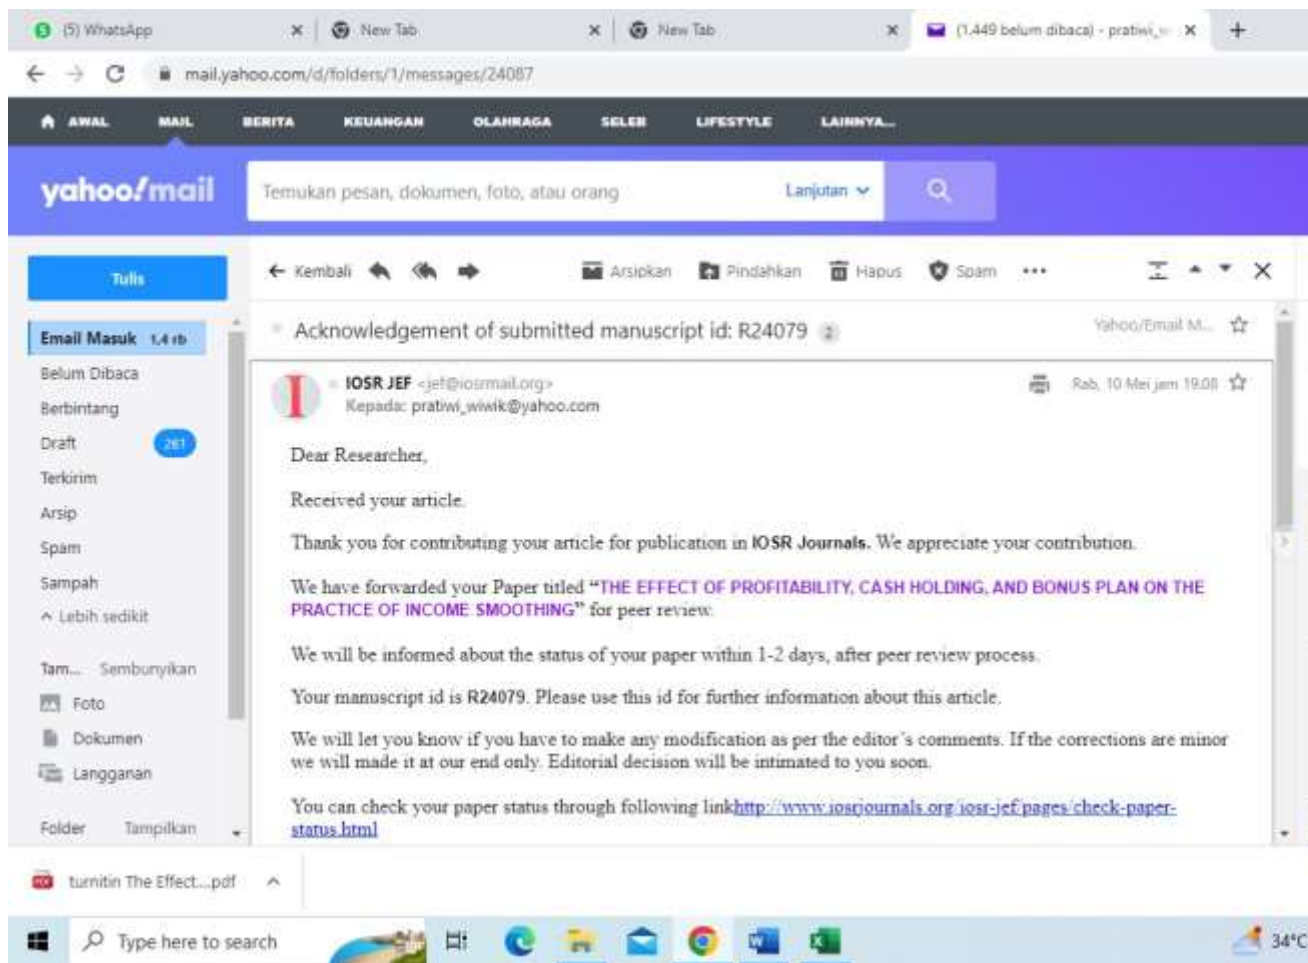 (5) WhatsApp
New Tab
New Tab
(1.449 belum dibaca) - pratiwi_w
mail.yahoo.com/d/folders/1/messages/24087
AWAL MAIL BERITA KEUANGAN OLAHRAGA SELEB LIFESTYLE LAINNYA...
yahoo!mail
Temukan pesan, dokumen, foto, atau orang
Lanjutan
Tulis
Kembali
Arsipkan Pindahkan Hapus Spam ...
Email Masuk 1,4 rb
Belum Dibaca
Berbintang
Draft 261
Terkirim
Arsip
Spam
Sampah
Lebih sedikit
Tam... Sembunyikan
Foto
Dokumen
Langganan
Folder Tampilkan
Acknowledgement of submitted manuscript id: R24079 2
Yahoo/Email M...
IOSR JEF <jef@iosrmail.org>
Rab, 10 Mei jam 19.08
Kepada: pratiwi_wiwik@yahoo.com
Dear Researcher,
Received your article.
Thank you for contributing your article for publication in IOSR Journals. We appreciate your contribution.
We have forwarded your Paper titled “THE EFFECT OF PROFITABILITY, CASH HOLDING, AND BONUS PLAN ON THE
PRACTICE OF INCOME SMOOTHING” for peer review.
We will be informed about the status of your paper within 1-2 days, after peer review process.
Your manuscript id is R24079. Please use this id for further information about this article.
We will let you know if you have to make any modification as per the editor’s comments. If the corrections are minor
we will made it at our end only. Editorial decision will be intimated to you soon.
You can check your paper status through following linkhttp://www.iosrjournals.org/iosr-jef/pages/check-paper-
status.html
turnitin The Effect....pdf
Type here to search
34°C